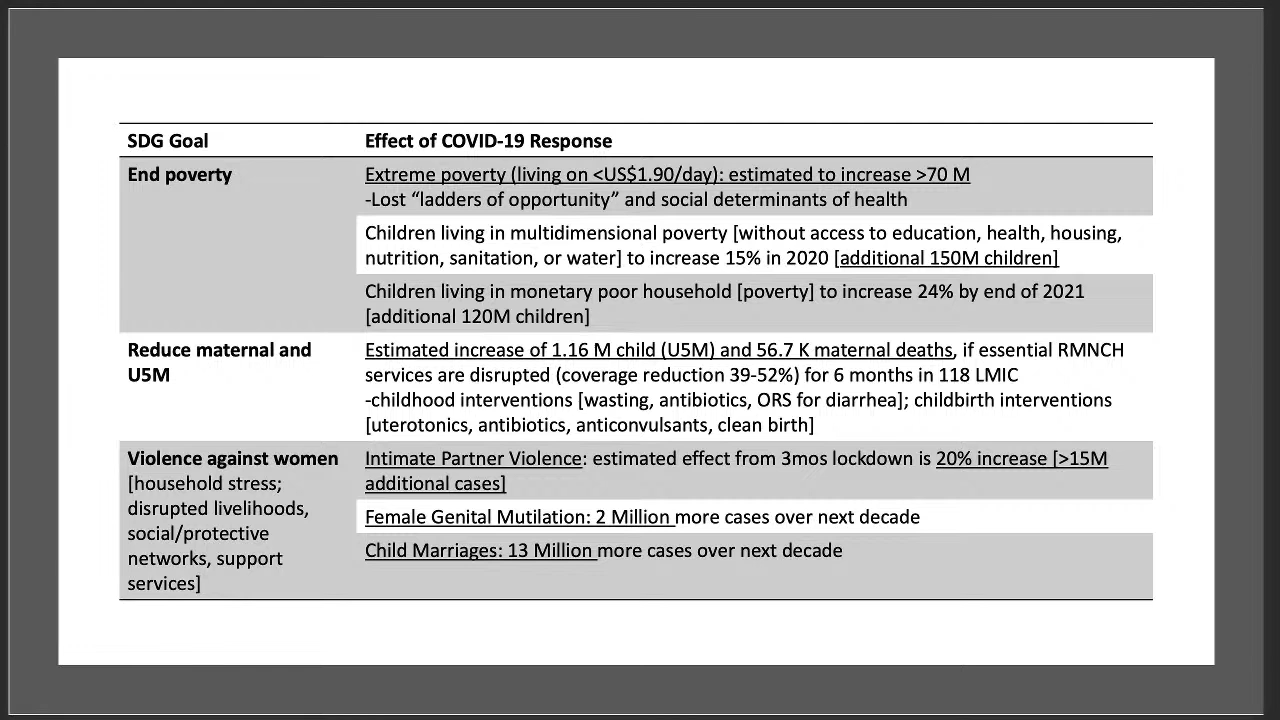 SDG Goal
Effect of COVID-19 Response
End poverty
Extreme poverty (living on <US$1.90/day): estimated to increase >70 M
-Lost “ladders of opportunity” and social determinants of health
Children living in multidimensional poverty [without access to education, health, housing,
nutrition, sanitation, or water] to increase 15% in 2020 [additional 150M children]
Children living in monetary poor household [poverty] to increase 24% by end of 2021
[additional 120M children]
Reduce maternal and
U5M
Estimated increase of 1.16 M child (U5M) and 56.7 K maternal deaths, if essential RMNCH
services are disrupted (coverage reduction 39-52%) for 6 months in 118 LMIC
-childhood interventions [wasting, antibiotics, ORS for diarrhea]; childbirth interventions
[uterotonics, antibiotics, anticonvulsants, clean birth]
Violence against women
[household stress;
disrupted livelihoods,
social/protective
networks, support
services]
Intimate Partner Violence: estimated effect from 3mos lockdown is 20% increase [>15M
additional cases]
Female Genital Mutilation: 2 Million more cases over next decade
Child Marriages: 13 Million more cases over next decade